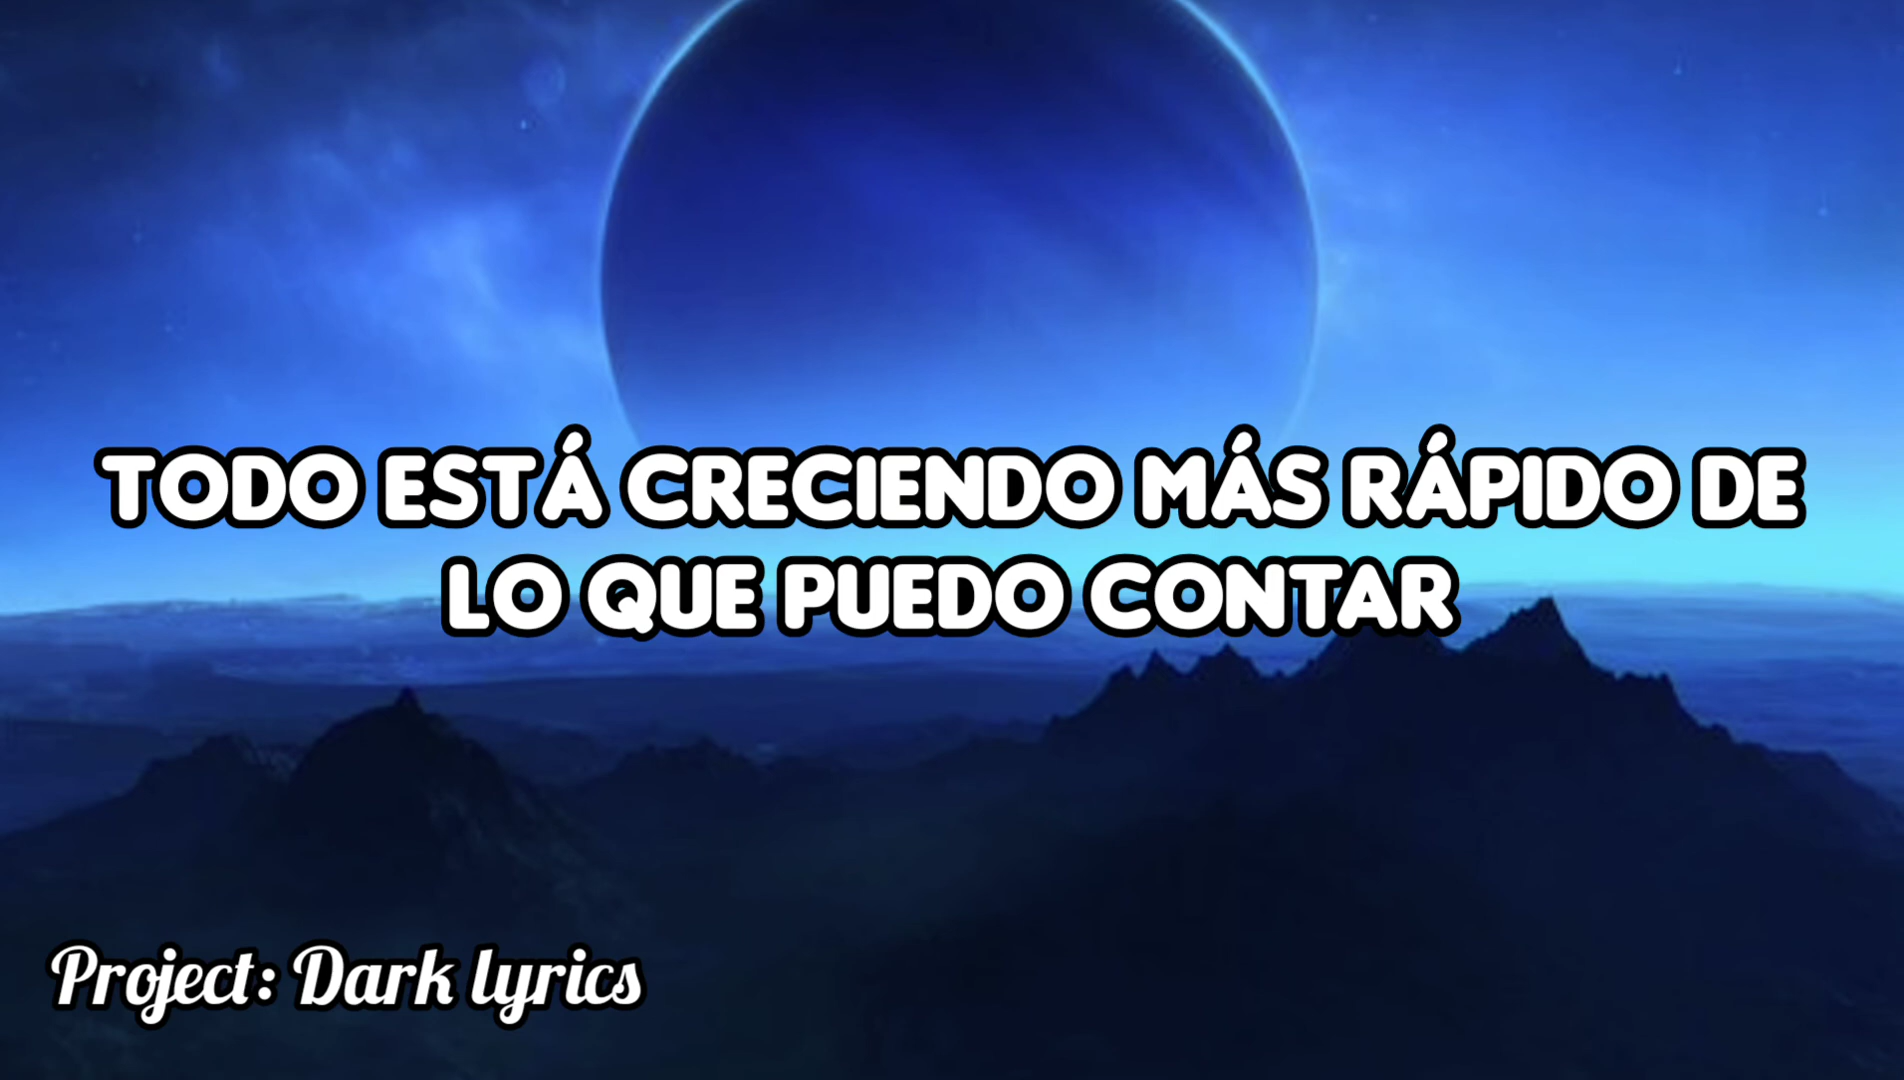 TODO ESTÁ CRECIENDO MÁS RÁPIDO DE
LO QUE PUEDO CONTAR
Project: Dark lyrics